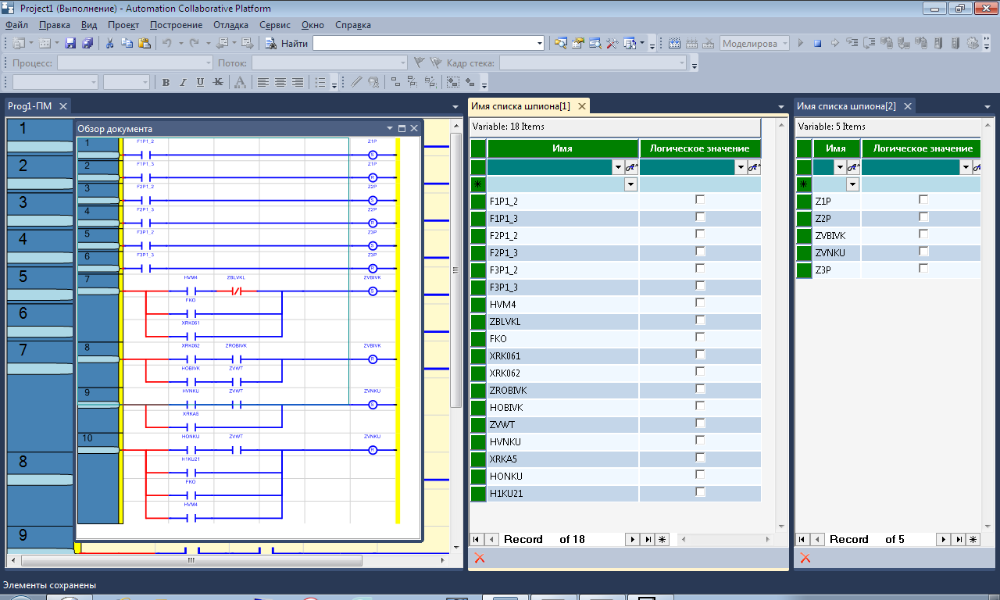 Project1 (Выполнение) - Automation Collaborative Platform
Файл Правка Вид Проект Построение Отладка Сервис Окно Справка
Найти Моделирова
Процесс: Поток: Кадр стека:
B I U K A
Prog1-ПМ
1
2
3
4
5
6
7
8
9
Обзор документа
1 F1P1_2 Z1P S
2 F1P1_3 Z1P R
3 F2P1_2 Z2P S
4 F2P1_3 Z2P R
5 F3P1_2 Z3P S
6 F3P1_3 Z3P R
7 HVM4 ZBLVKL ZVBIVK S
FKO
XRK061
8 XRK062 ZROBIVK ZVBIVK R
HOBIVK ZVWT
9 HVNKU ZVWT ZVNKU S
XRKA5
10 HONKU ZVWT ZVNKU R
H1KU21
FKO
HVM4
Имя списка шпиона[1]
Variable: 18 Items
Имя Логическое значение
F1P1_2
F1P1_3
F2P1_2
F2P1_3
F3P1_2
F3P1_3
HVM4
ZBLVKL
FKO
XRK061
XRK062
ZROBIVK
HOBIVK
ZVWT
HVNKU
XRKA5
HONKU
H1KU21
Record of 18
Имя списка шпиона[2]
Variable: 5 Items
Имя Логическое значение
Z1P
Z2P
ZVBIVK
ZVNKU
Z3P
Record of 5
Элементы сохранены